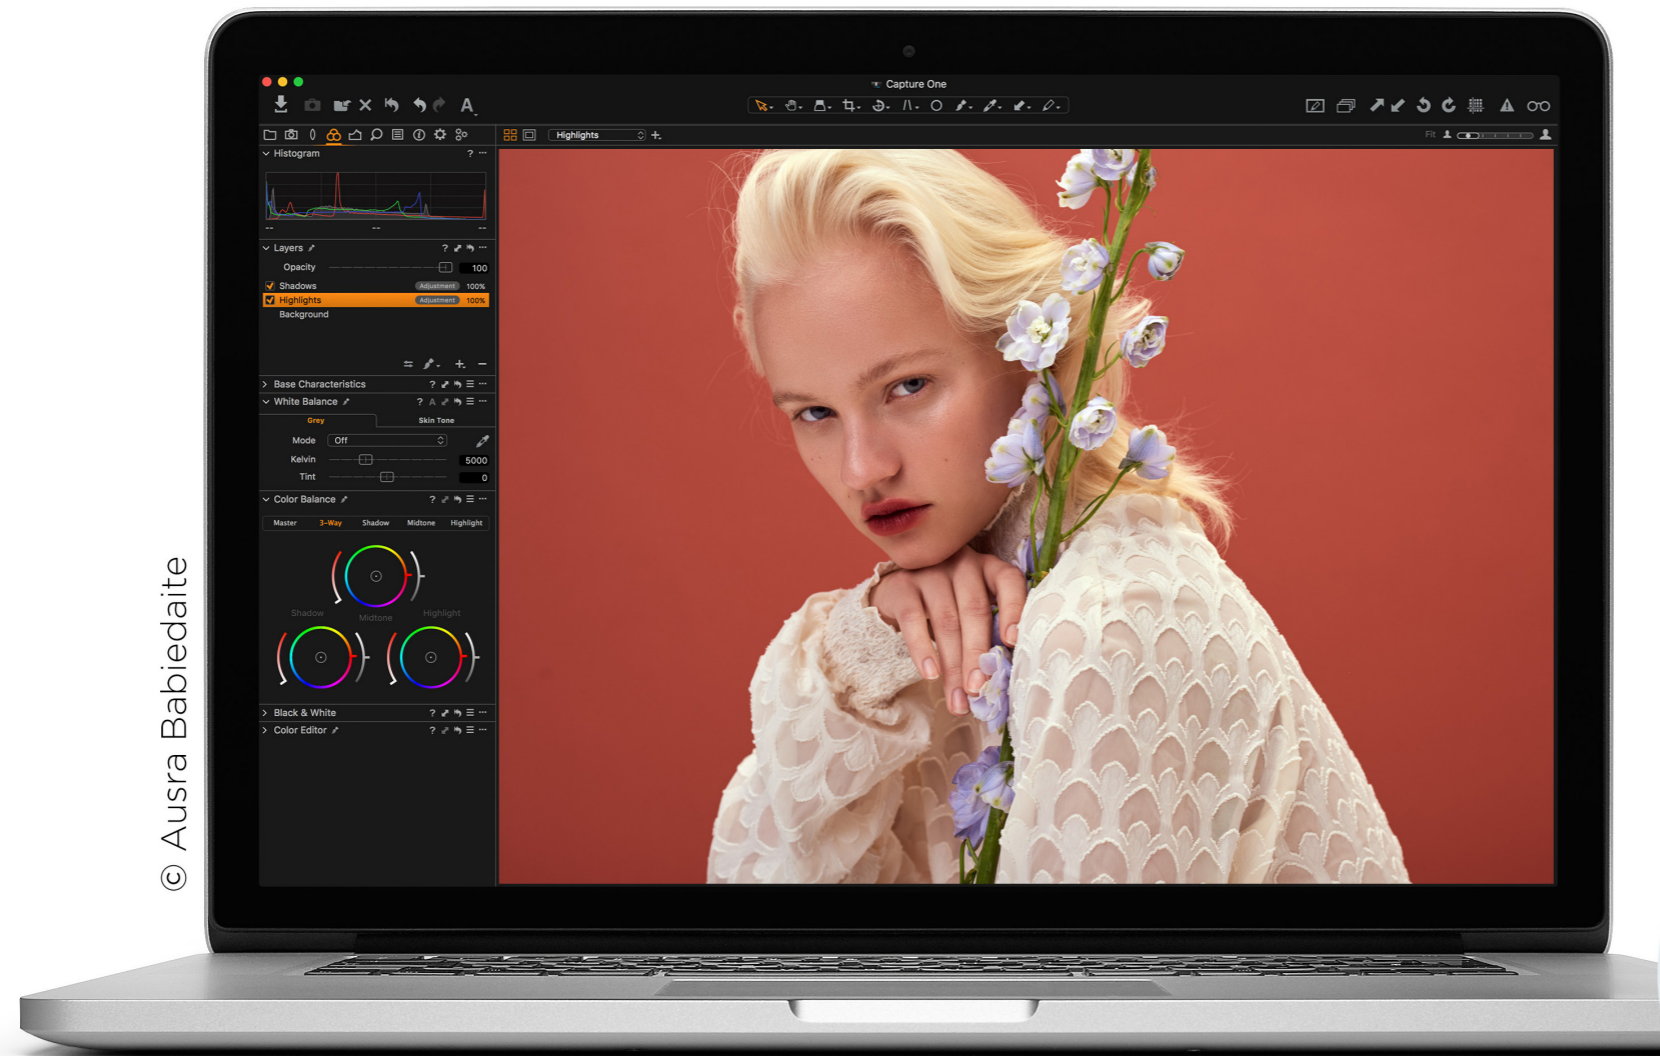 Capture One
Highlights
Fit
Histogram
Layers
Opacity 100
Shadows Adjustment 100%
Highlights Adjustment 100%
Background
Base Characteristics
White Balance
Grey Skin Tone
Mode Off
Kelvin 5000
Tint 0
Color Balance
Master 3-Way Shadow Midtone Highlight
Shadow Midtone Highlight
Black & White
Color Editor
© Ausra Babiedaite